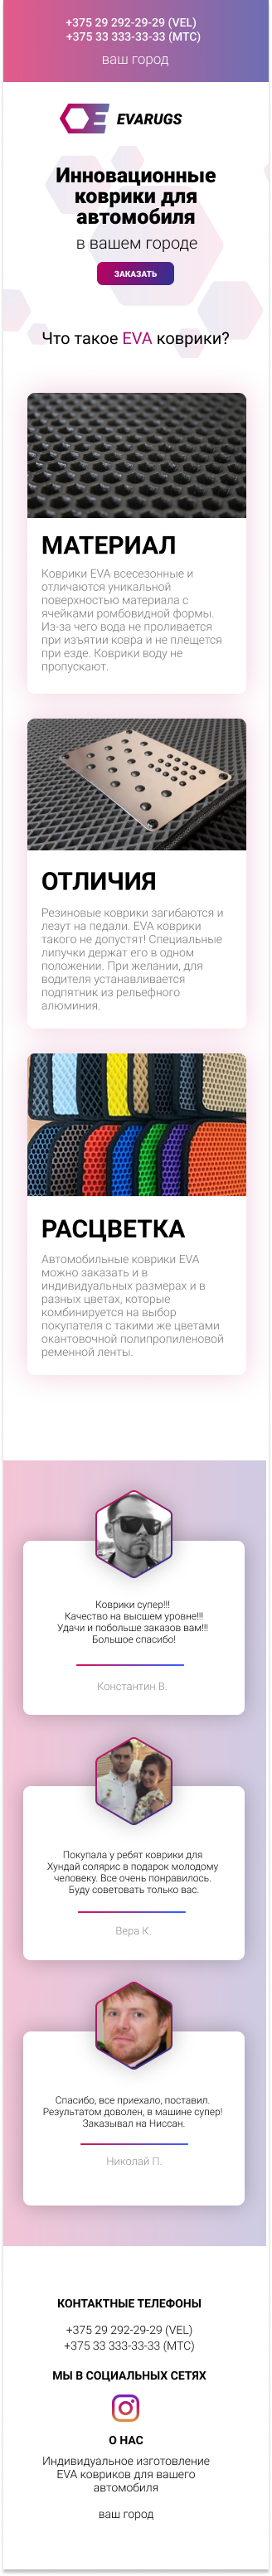 +375 29 292-29-29 (VEL)
+375 33 333-33-33 (МТС)
ваш город
EVARUGS
Инновационные
коврики для
автомобиля
в вашем городе
ЗАКАЗАТЬ
Что такое EVA коврики?
МАТЕРИАЛ
Коврики EVA всесезонные и
отличаются уникальной
поверхностью материала с
ячейками ромбовидной формы.
Из-за чего вода не проливается
при изъятии ковра и не плещется
при езде. Коврики воду не
пропускают.
ОТЛИЧИЯ
Резиновые коврики загибаются и
лезут на педали. EVA коврики
такого не допустят! Специальные
липучки держат его в одном
положении. При желании, для
водителя устанавливается
подпятник из рельефного
алюминия.
РАСЦВЕТКА
Автомобильные коврики EVA
можно заказать и в
индивидуальных размерах и в
разных цветах, которые
комбинируется на выбор
покупателя с такими же цветами
окантовочной полипропиленовой
ременной ленты.
Коврики супер!!!
Качество на высшем уровне!!!
Удачи и побольше заказов вам!!!
Большое спасибо!
Константин В.
Покупала у ребят коврики для
Хундай солярис в подарок молодому
человеку. Все очень понравилось.
Буду советовать только вас.
Вера К.
Спасибо, все приехало, поставил.
Результатом доволен, в машине супер!
Заказывал на Ниссан.
Николай П.
КОНТАКТНЫЕ ТЕЛЕФОНЫ
+375 29 292-29-29 (VEL)
+375 33 333-33-33 (МТС)
МЫ В СОЦИАЛЬНЫХ СЕТЯХ
О НАС
Индивидуальное изготовление
EVA ковриков для вашего
автомобиля
ваш город